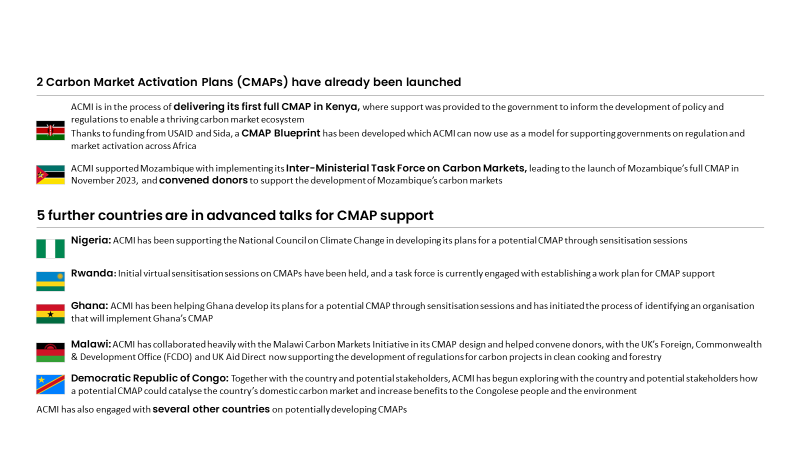 2 Carbon Market Activation Plans (CMAPs) have already been launched
ACMI is in the process of delivering its first full CMAP in Kenya, where support was provided to the government to inform the development of policy and
regulations to enable a thriving carbon market ecosystem
Thanks to funding from USAID and Sida, a CMAP Blueprint has been developed which ACMI can now use as a model for supporting governments on regulation and
market activation across Africa
ACMI supported Mozambique with implementing its Inter-Ministerial Task Force on Carbon Markets, leading to the launch of Mozambique's full CMAP in
November 2023, and convened donors to support the development of Mozambique's carbon markets
5 further countries are in advanced talks for CMAP support
Nigeria: ACMI has been supporting the National Council on Climate Change in developing its plans for a potential CMAP through sensitisation sessions
Rwanda: Initial virtual sensitisation sessions on CMAPs have been held, and a task force is currently engaged with establishing a work plan for CMAP support
Ghana: ACMI has been helping Ghana develop its plans for a potential CMAP through sensitisation sessions and has initiated the process of identifying an organisation
that will implement Ghana's CMAP
Malawi: ACMI has collaborated heavily with the Malawi Carbon Markets Initiative in its CMAP design and helped convene donors, with the UK's Foreign, Commonwealth
& Development Office (FCDO) and UK Aid Direct now supporting the development of regulations for carbon projects in clean cooking and forestry
Democratic Republic of Congo: Together with the country and potential stakeholders, ACMI has begun exploring with the country and potential stakeholders how
a potential CMAP could catalyse the country's domestic carbon market and increase benefits to the Congolese people and the environment
ACMI has also engaged with several other countries on potentially developing CMAPs